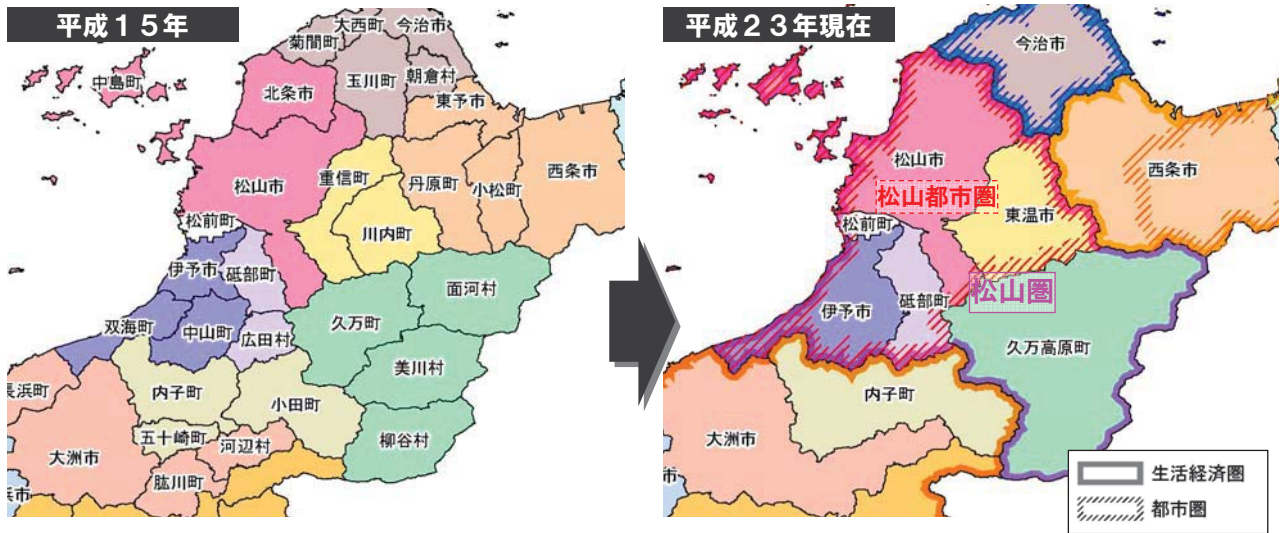 平成１５年
大西町
今治市
菊間町
中島町
玉川町
朝倉村
北条市
東予市
西条市
重信町
丹原町
小松町
松山市
松前町
川内町
伊予市
砥部町
面河村
双海町
中山町
広田村
久万町
美川村
長浜町
内子町
小田町
五十崎町
河辺村
柳谷村
大洲市
肱川町
浜市
平成２３年現在
今治市
松山市
西条市
松山都市圏
東温市
松前町
松山圏
伊予市
砥部町
久万高原町
内子町
大洲市
市
生活経済圏
都市圏